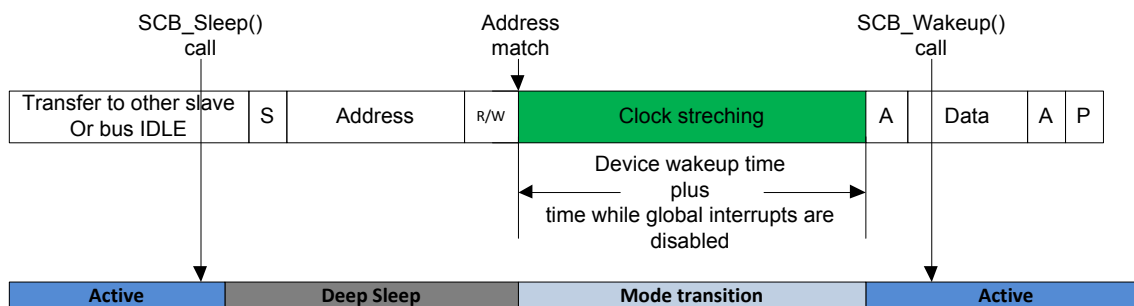 SCB_Sleep()
call
Address
match
SCB_Wakeup()
call
Transfer to other slave
Or bus IDLE
S
Address
R/W
Clock streching
A
Data
A
P
Device wakeup time
plus
time while global interrupts are
disabled
Active
Deep Sleep
Mode transition
Active